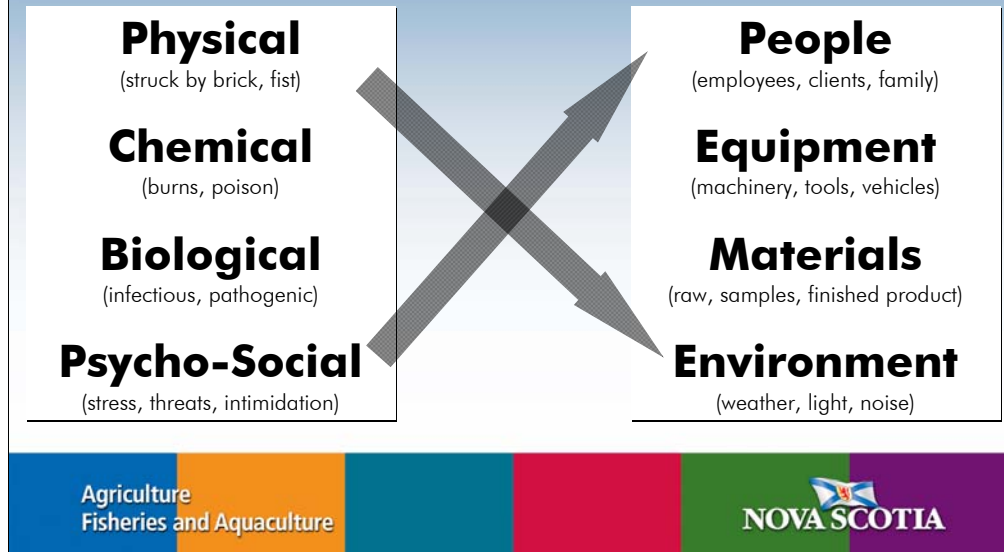 Physical
(struck by brick, fist)
Chemical
(burns, poison)
Biological
(infectious, pathogenic)
Psycho-Social
(stress, threats, intimidation)
People
(employees, clients, family)
Equipment
(machinery, tools, vehicles)
Materials
(raw, samples, finished product)
Environment
(weather, light, noise)
Agriculture
Fisheries and Aquaculture
NOVA SCOTIA